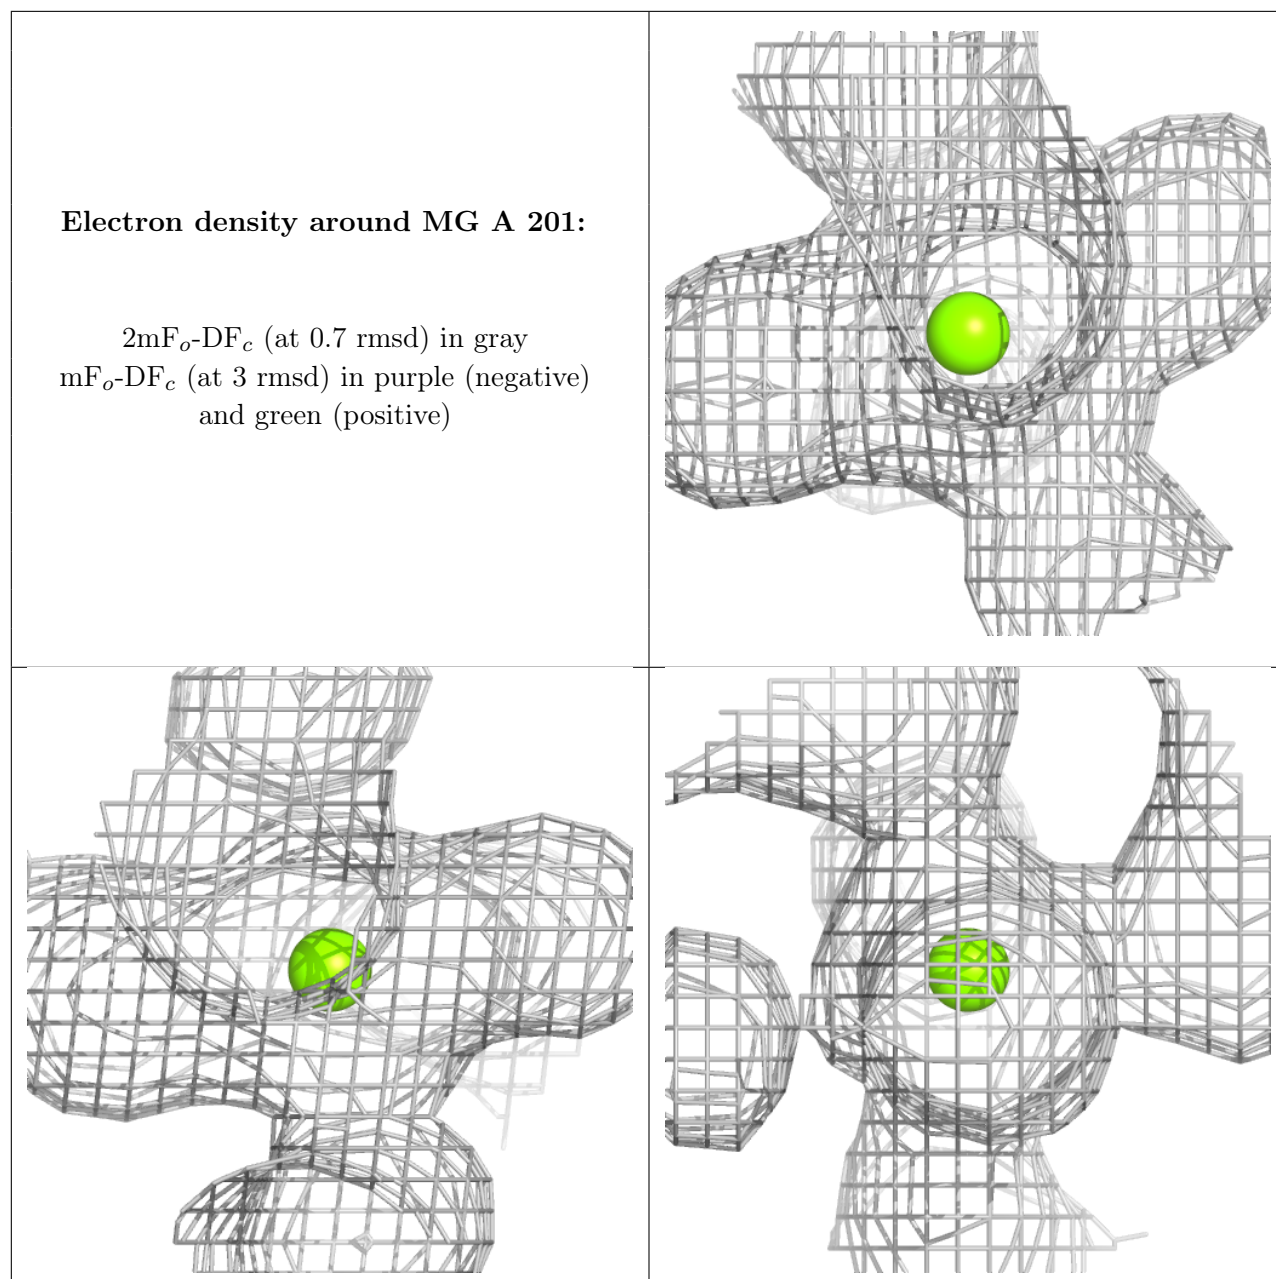 Electron density around MG A 201:
2mFo-DFc (at 0.7 rmsd) in gray
mFo-DFc (at 3 rmsd) in purple (negative)
and green (positive)